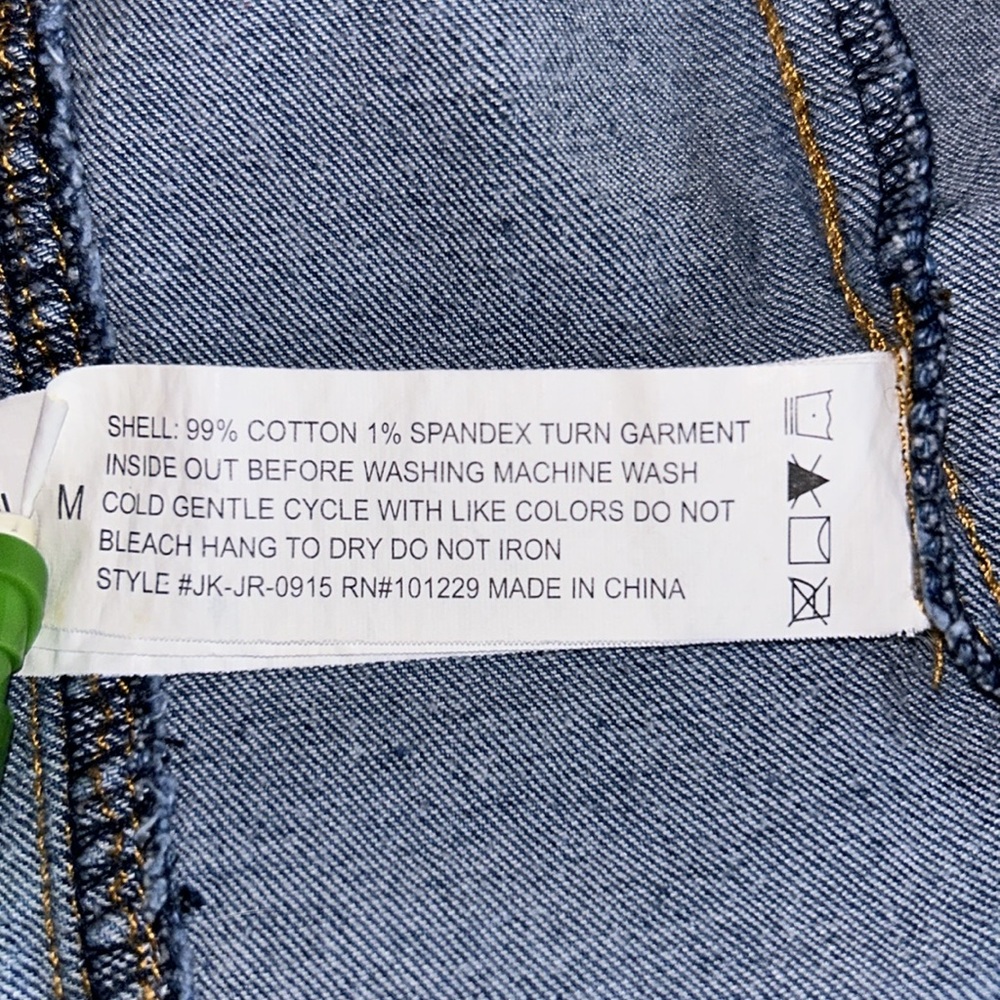 SHELL: 99% COTTON 1% SPANDEX TURN GARMENT
INSIDE OUT BEFORE WASHING MACHINE WASH
M COLD GENTLE CYCLE WITH LIKE COLORS DO NOT
BLEACH HANG TO DRY DO NOT IRON
STYLE #JK-JR-0915 RN#101229 MADE IN CHINA